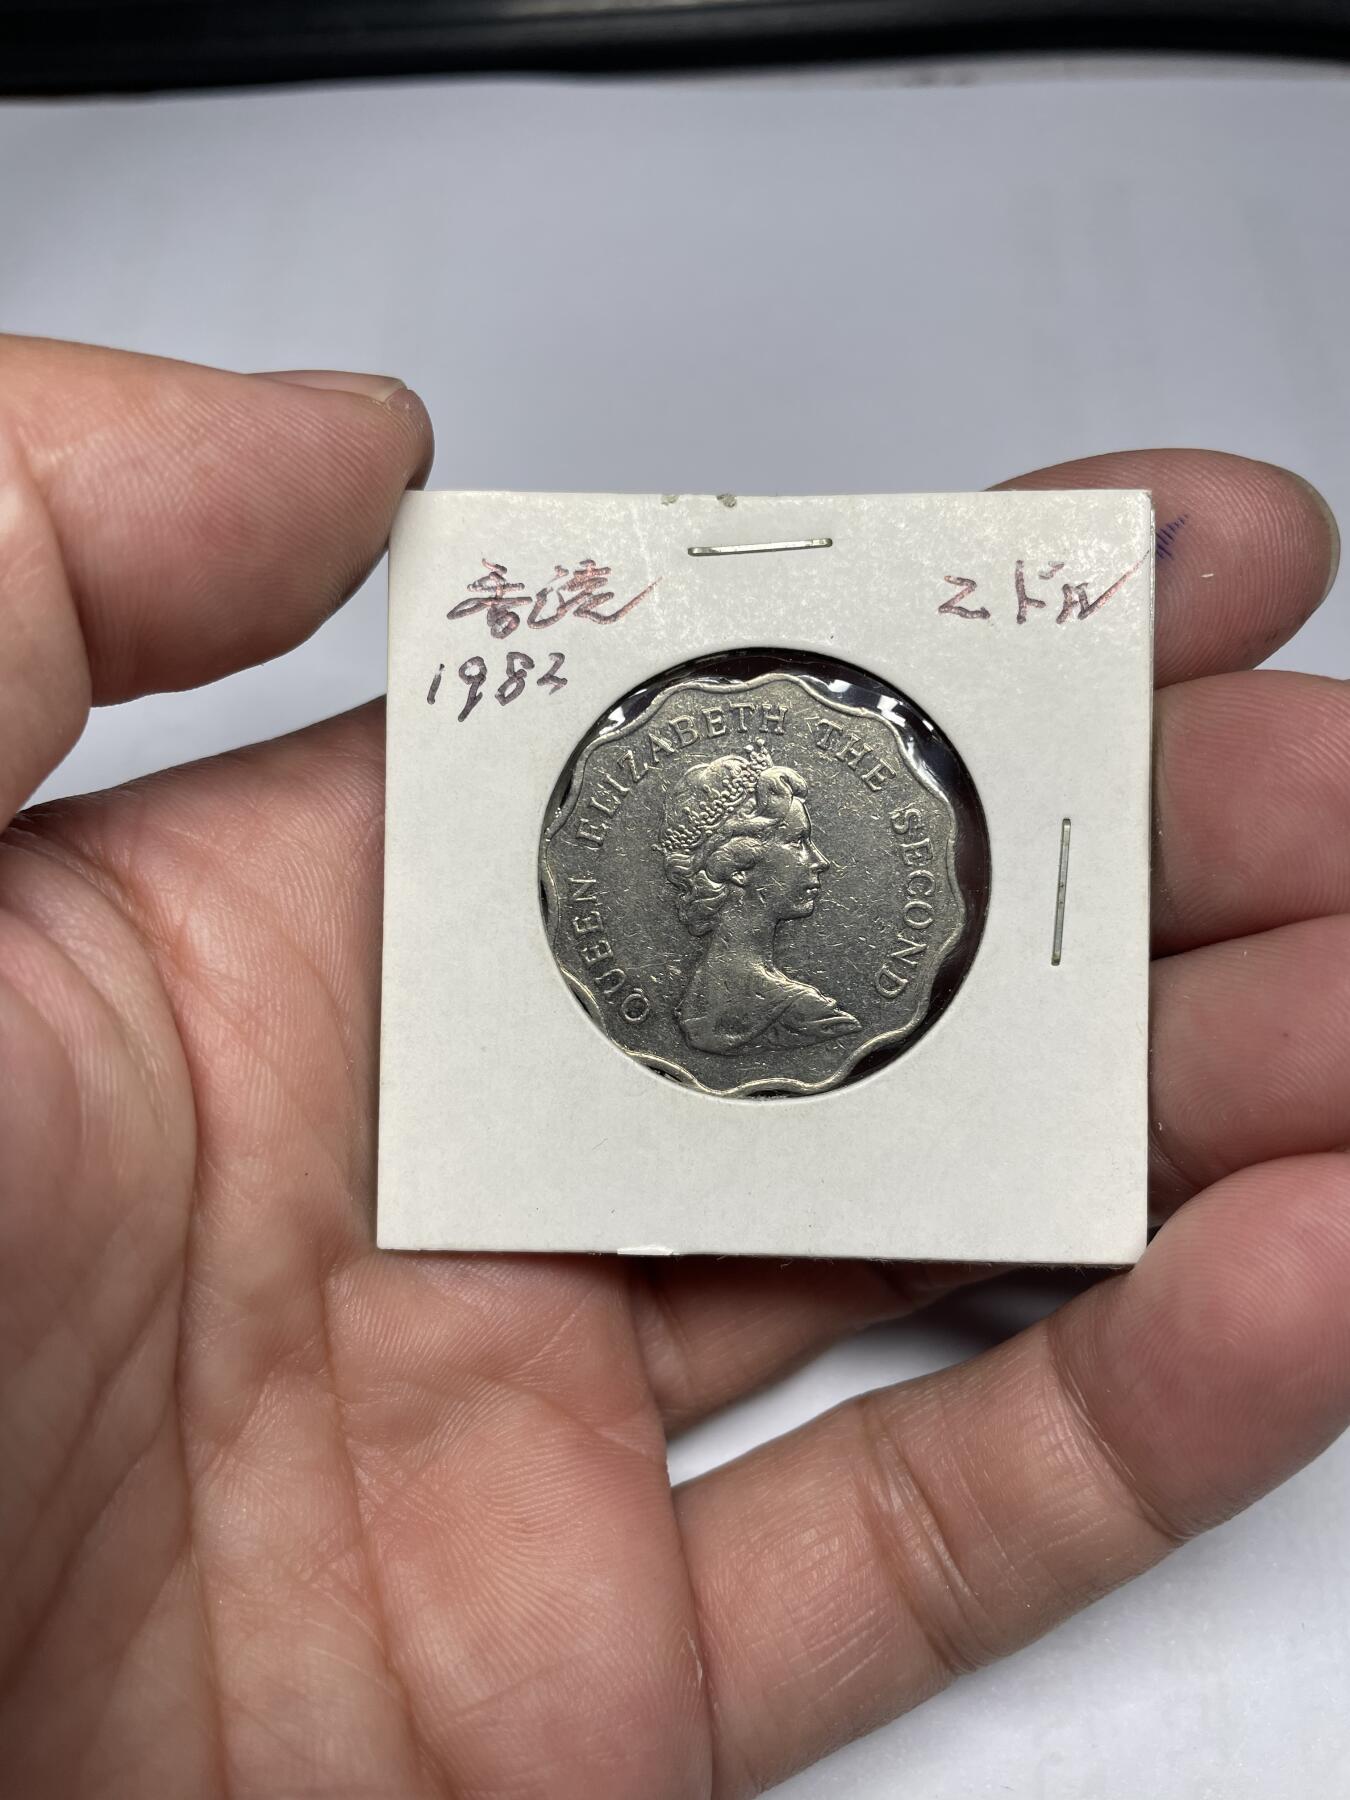 香港
2ドル
1982
QUEEN ELIZABETH THE SECOND